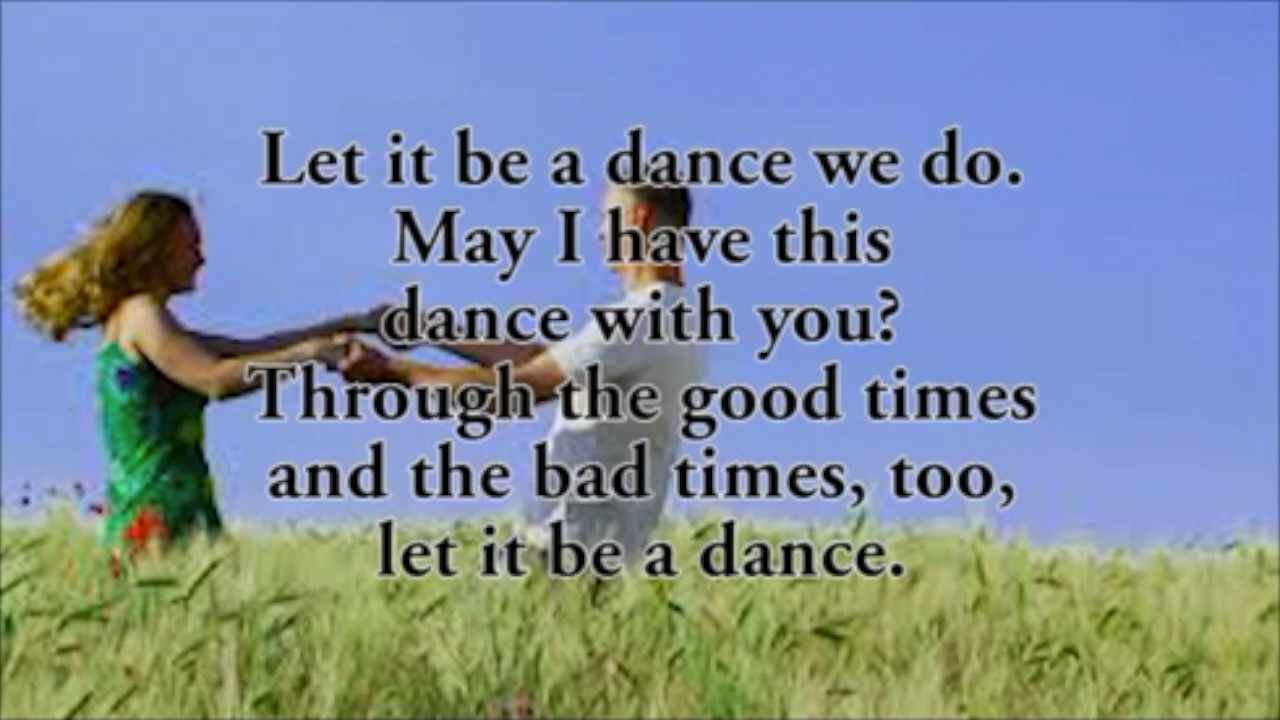 Let it be a dance we do.
May I have this
dance with you?
Through the good times
and the bad times, too,
let it be a dance.